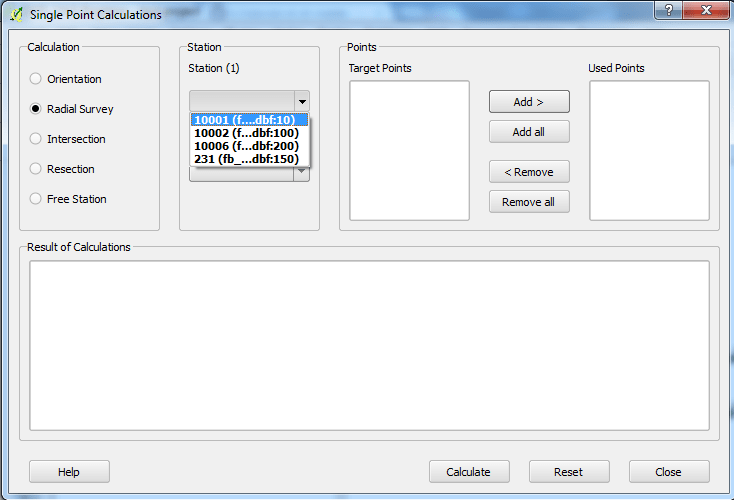 Single Point Calculations
Calculation
Orientation
Radial Survey
Intersection
Resection
Free Station
Station
Station (1)
10001 (f....dbf:10)
10002 (f...dbf:100)
10006 (f...dbf:200)
231 (fb_...dbf:150)
Points
Target Points
Add >
Add all
< Remove
Remove all
Used Points
Result of Calculations
Help
Calculate
Reset
Close